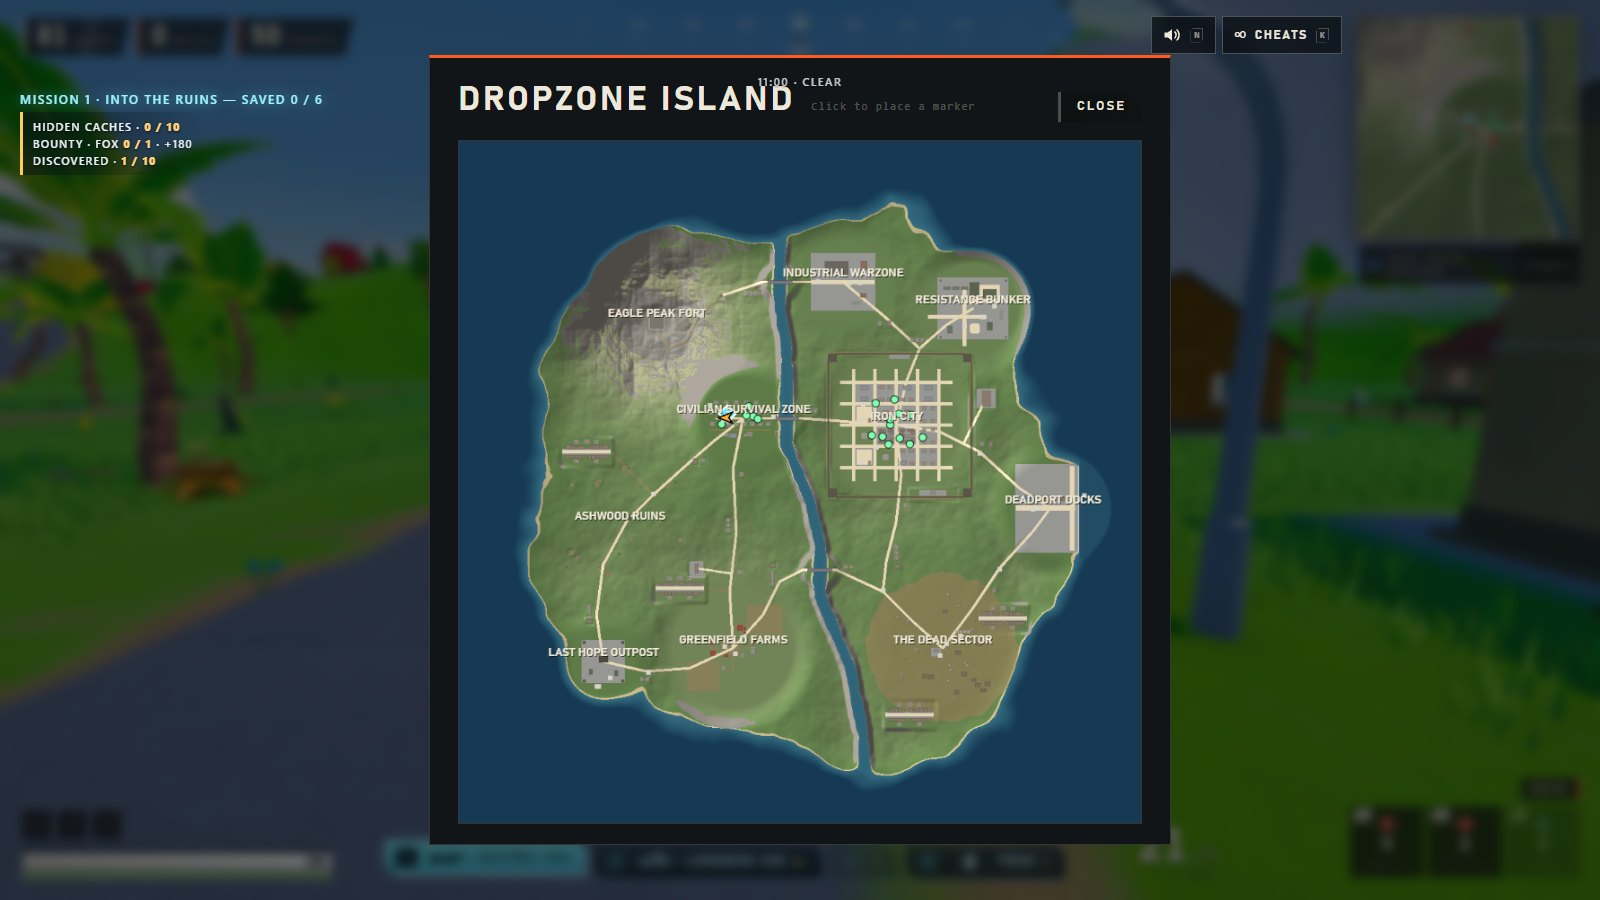 N
CHEATS K
11:00 · CLEAR
DROPZONE ISLAND
Click to place a marker
CLOSE
MISSION 1 · INTO THE RUINS — SAVED 0 / 6
HIDDEN CACHES · 0 / 10
BOUNTY · FOX 0 / 1 · +180
DISCOVERED · 1 / 10
INDUSTRIAL WARZONE
RESISTANCE BUNKER
EAGLE PEAK FORT
CIVILIAN SURVIVAL ZONE
IRON CITY
DEADPORT DOCKS
ASHWOOD RUINS
GREENFIELD FARMS
THE DEAD SECTOR
LAST HOPE OUTPOST